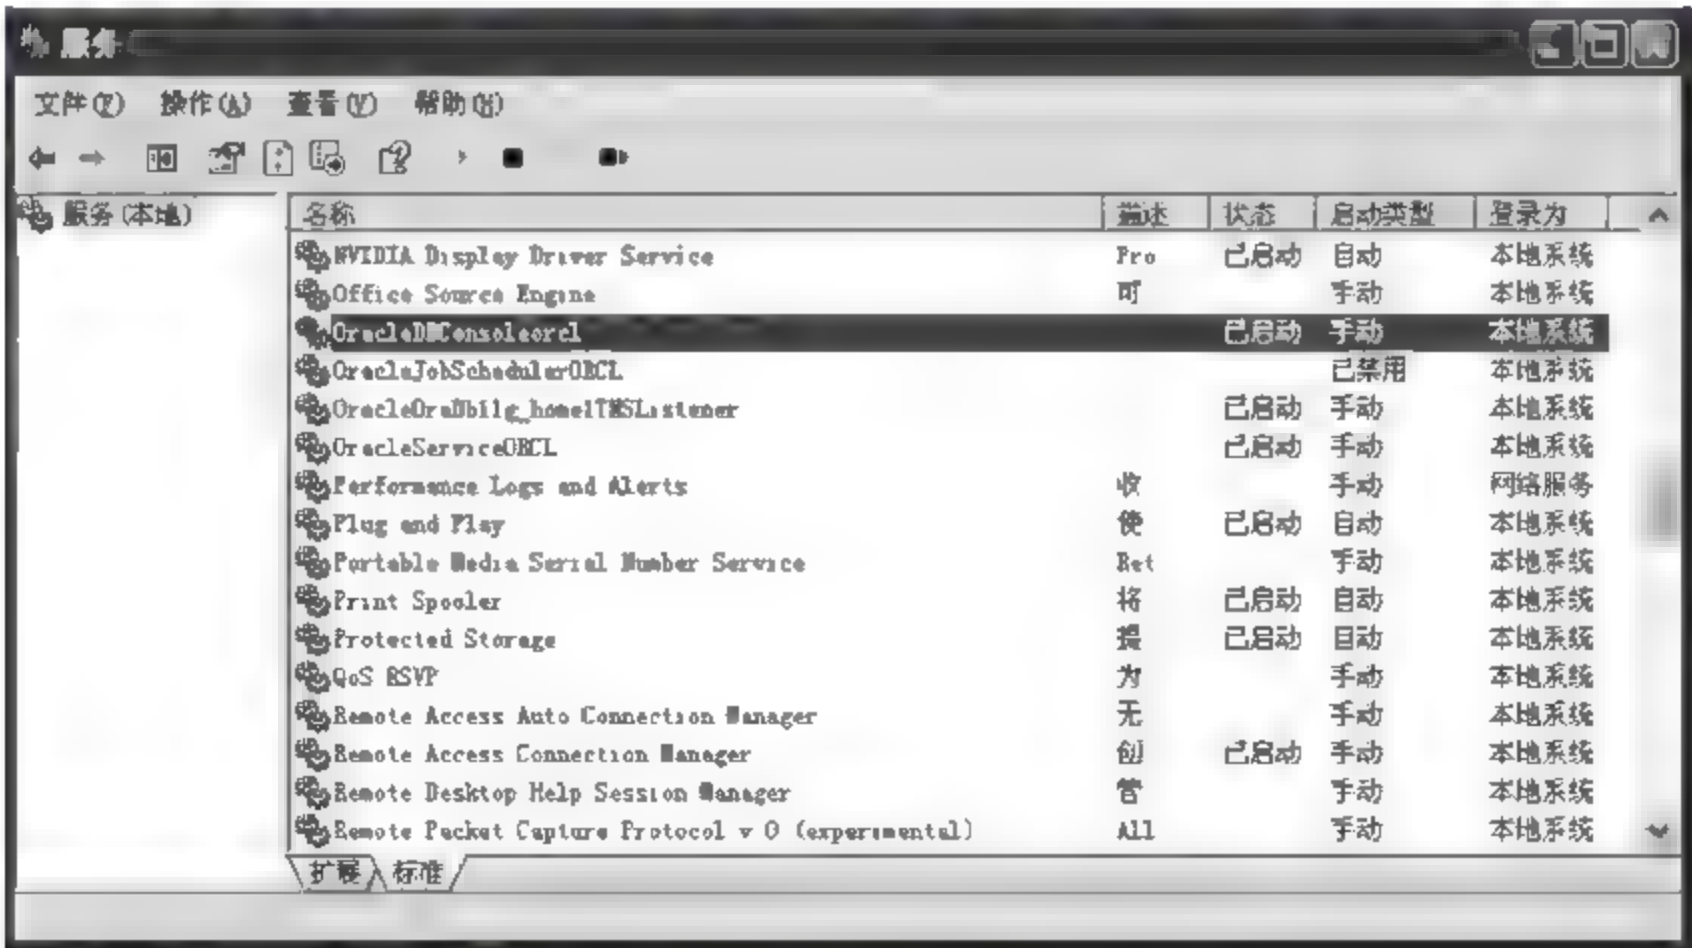 服务
文件(F) 操作(A) 查看(V) 帮助(H)
服务(本地)
名称 描述 状态 启动类型 登录为
NVIDIA Display Driver Service Pro 已启动 自动 本地系统
Office Source Engine 可 手动 本地系统
OracleDBConsoleorcl 已启动 手动 本地系统
OracleJobSchedulerORCL 已禁用 本地系统
OracleOraDb11g_home1TNSListener 已启动 手动 本地系统
OracleServiceORCL 已启动 手动 本地系统
Performance Logs and Alerts 收 手动 网络服务
Plug and Play 使 已启动 自动 本地系统
Portable Media Serial Number Service Ret 手动 本地系统
Print Spooler 将 已启动 自动 本地系统
Protected Storage 提 已启动 自动 本地系统
QoS RSVP 为 手动 本地系统
Remote Access Auto Connection Manager 无 手动 本地系统
Remote Access Connection Manager 创 已启动 手动 本地系统
Remote Desktop Help Session Manager 管 手动 本地系统
Remote Packet Capture Protocol v 0 (experimental) All 手动 本地系统
扩展 标准